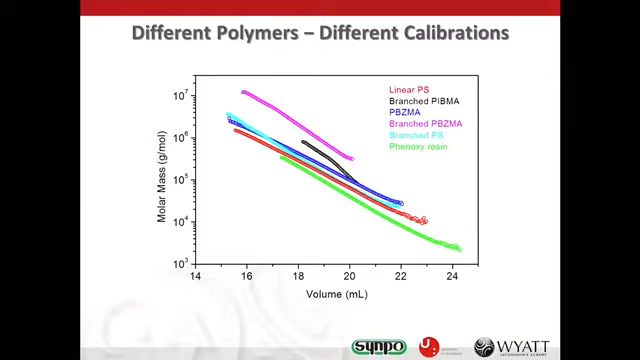 Different Polymers – Different Calibrations
Linear PS
Branched PIBMA
PBZMA
Branched PBZMA
Branched PS
Phenoxy resin
10⁷
10⁶
10⁵
10⁴
10³
Molar Mass (g/mol)
14 16 18 20 22 24
Volume (mL)
synpo
WYATT